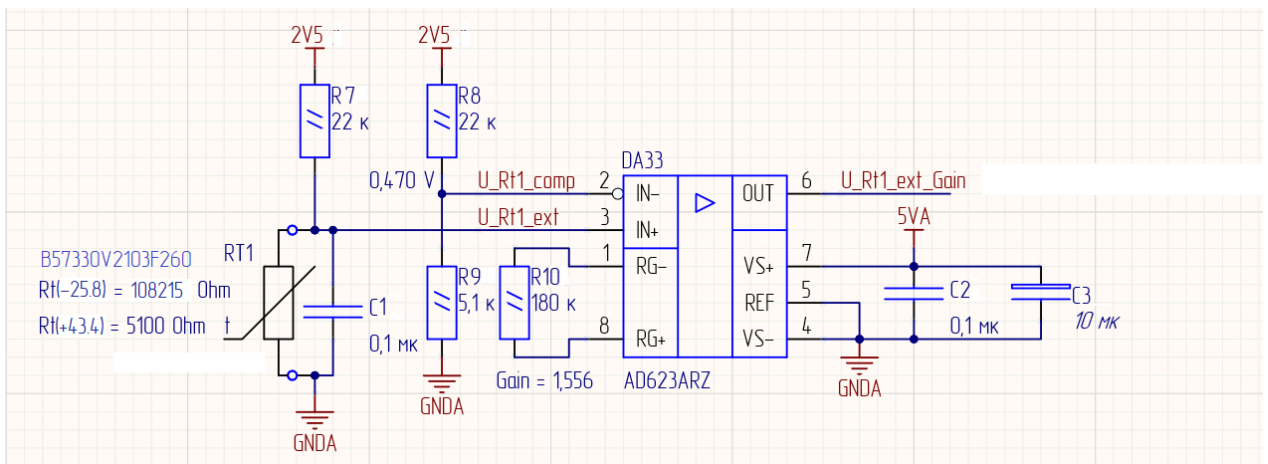 2V5
2V5
R7
22 к
R8
22 к
DA33
0,470 V
U_Rt1_comp
2
IN-
OUT
6
U_Rt1_ext_Gain
U_Rt1_ext
3
IN+
5VA
B57330V2103F260
RT1
1
RG-
VS+
7
Rt(-25.8) = 108215 Ohm
R9
5,1 к
R10
180 к
REF
5
C2
C3
Rt(+43.4) = 5100 Ohm
t
C1
0,1 мк
8
RG+
VS-
4
0,1 мк
10 мк
Gain = 1,556
AD623ARZ
GNDA
GNDA
GNDA